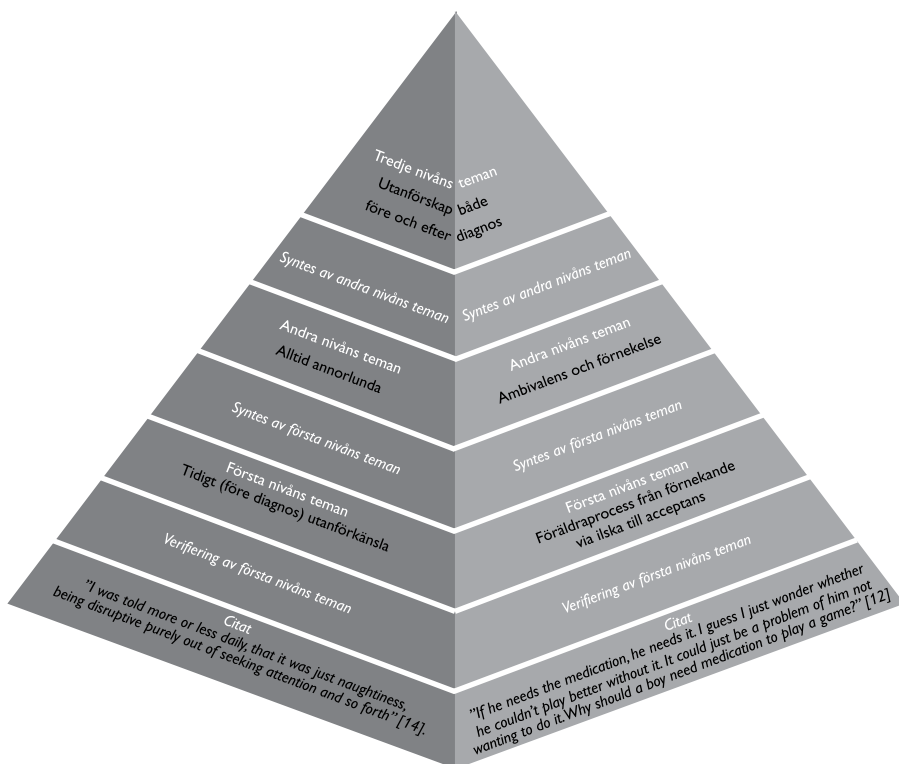 Tredje nivåns teman
Utanförskap både
före och efter diagnos
Syntes av andra nivåns teman
Syntes av andra nivåns teman
Andra nivåns teman
Alltid annorlunda
Andra nivåns teman
Ambivalens och förnekelse
Syntes av första nivåns teman
Syntes av första nivåns teman
Första nivåns teman
Tidigt (före diagnos) utanförkänsla
Första nivåns teman
Föräldraprocess från förnekande
via ilska till acceptans
Verifiering av första nivåns teman
Verifiering av första nivåns teman
Citat
”I was told more or less daily, that it was just naughtiness,
being disruptive purely out of seeking attention and so forth” [14].
Citat
”If he needs the medication, he needs it. I guess I just wonder whether
he couldn’t play better without it. It could just be a problem of him not
wanting to do it. Why should a boy need medication to play a game?” [12]